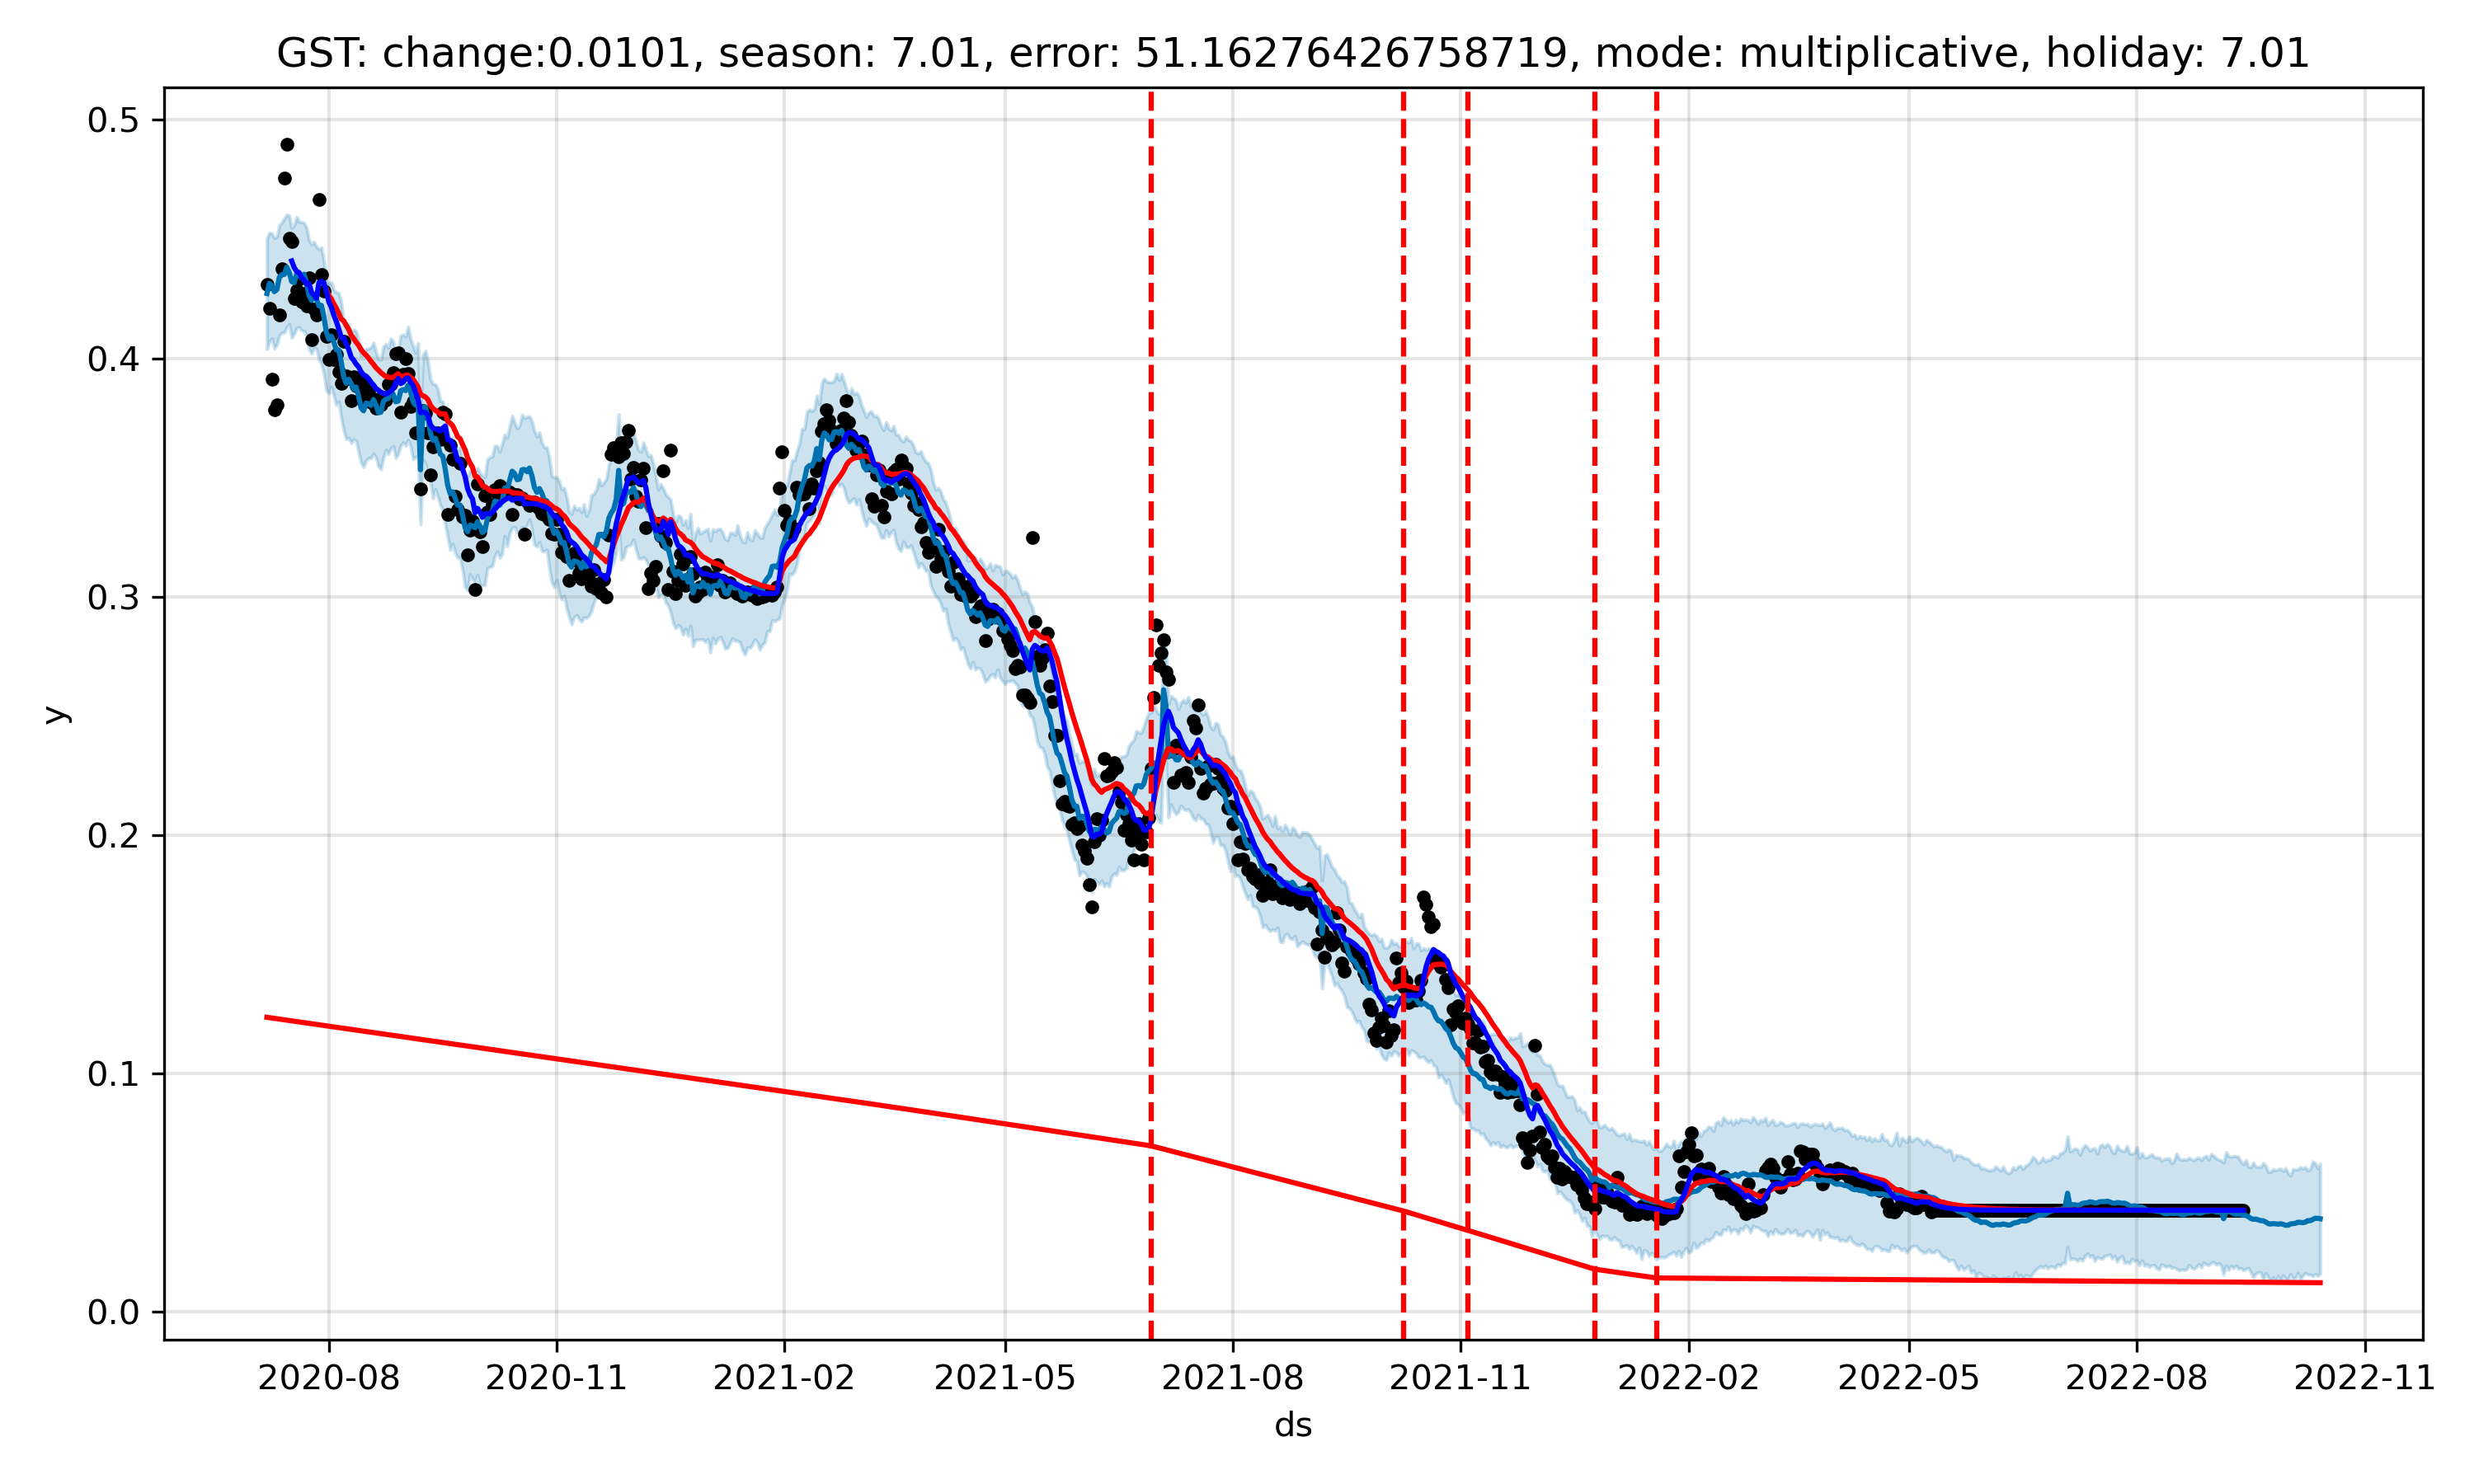 GST: change:0.0101, season: 7.01, error: 51.16276426758719, mode: multiplicative, holiday: 7.01
0.5
0.4
0.3
0.2
0.1
0.0
y
2020-08 2020-11 2021-02 2021-05 2021-08 2021-11 2022-02 2022-05 2022-08 2022-11
ds